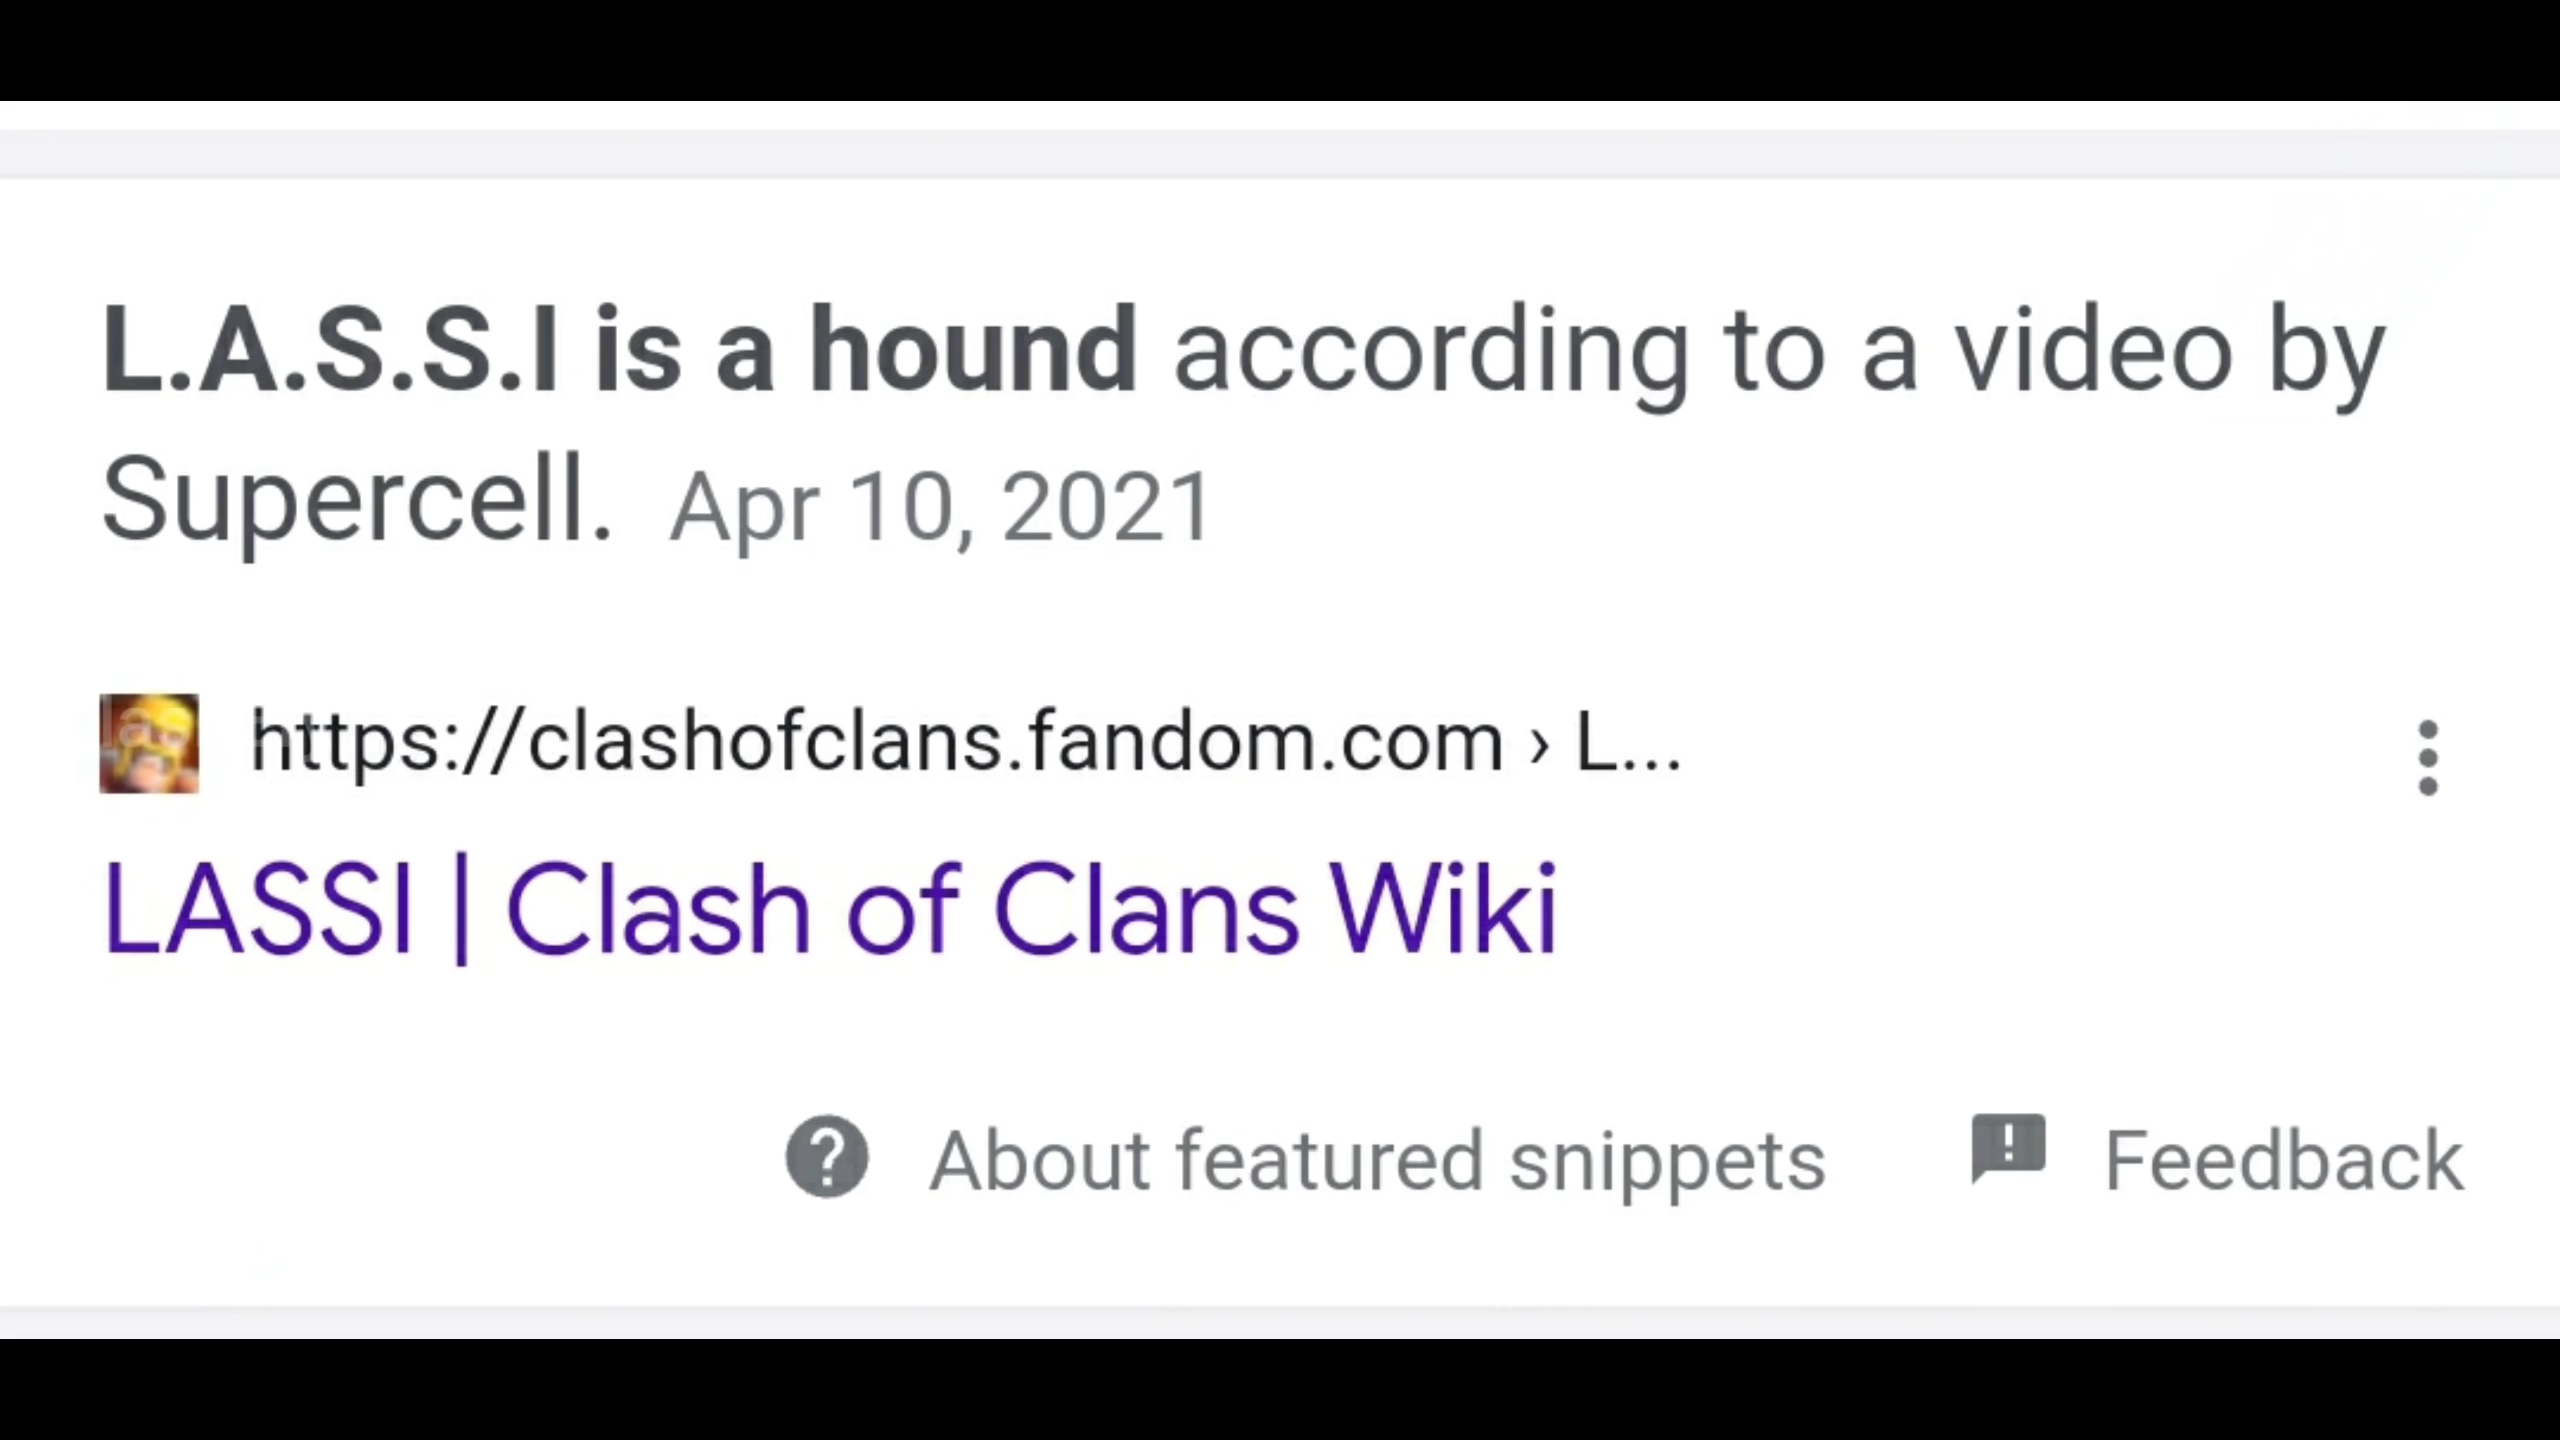 L.A.S.S.I is a hound according to a video by
Supercell. Apr 10, 2021
https://clashofclans.fandom.com › L...
LASSI | Clash of Clans Wiki
About featured snippets Feedback